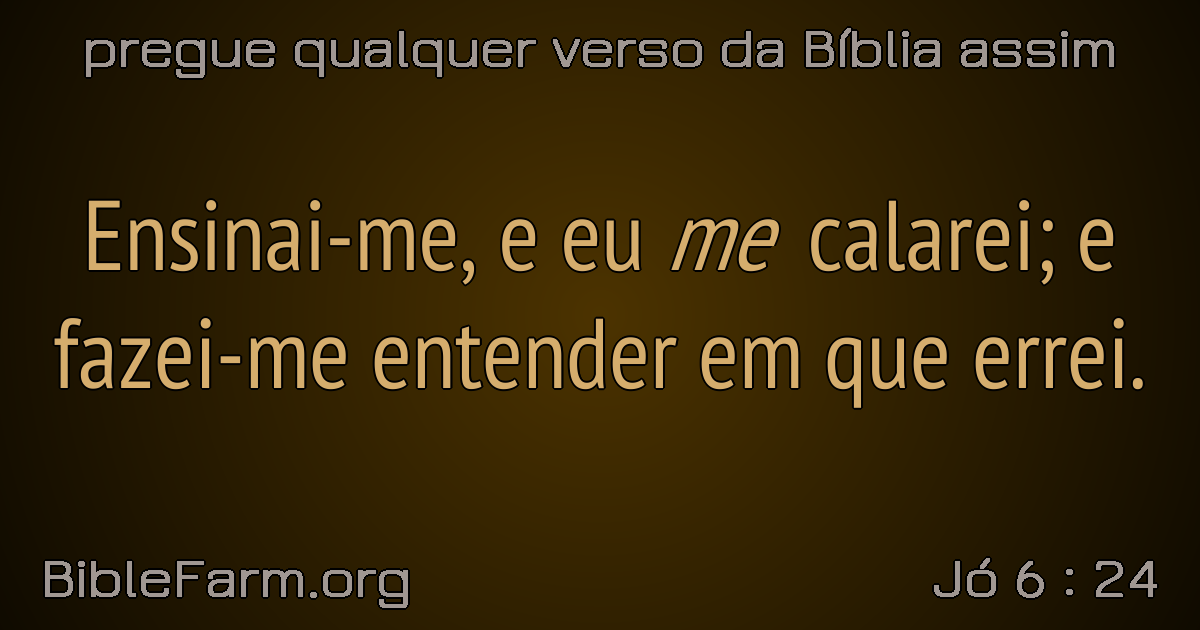 pregue qualquer verso da Bíblia assim
Ensinai-me, e eu me calarei; e
fazei-me entender em que errei.
BibleFarm.org
Jó 6 : 24